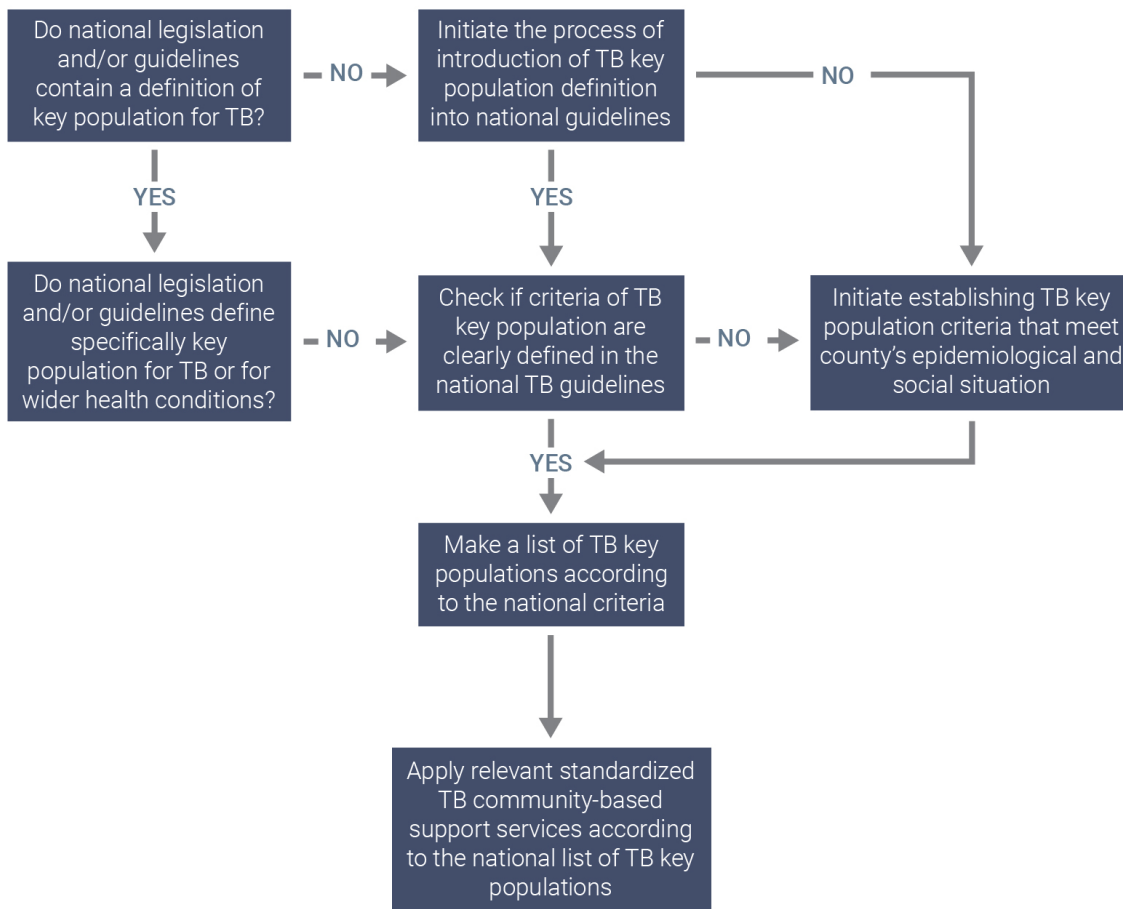 Do national legislation
and/or guidelines
contain a definition of
key population for TB?
NO
Initiate the process of
introduction of TB key
population definition
into national guidelines
NO
YES
YES
Do national legislation
and/or guidelines define
specifically key
population for TB or for
wider health conditions?
NO
Check if criteria of TB
key population are
clearly defined in the
national TB guidelines
NO
Initiate establishing TB key
population criteria that meet
county’s epidemiological and
social situation
YES
Make a list of TB key
populations according
to the national criteria
Apply relevant standardized
TB community-based
support services according
to the national list of TB key
populations